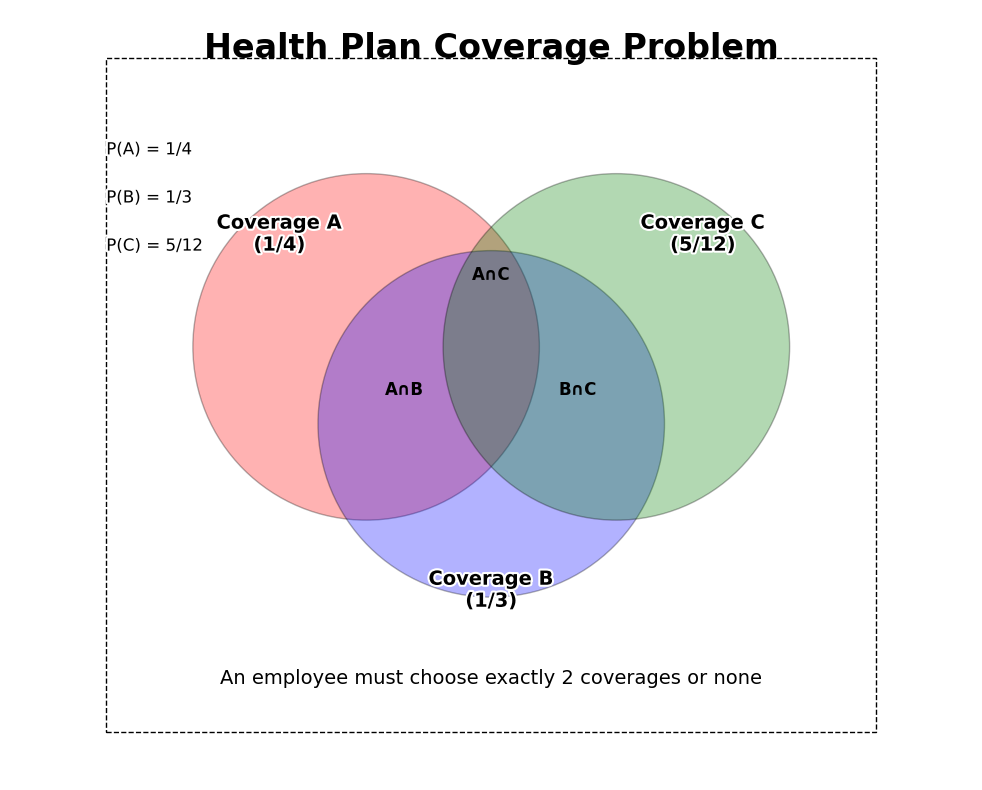 Health Plan Coverage Problem
P(A) = 1/4
P(B) = 1/3
P(C) = 5/12
Coverage A
(1/4)
Coverage C
(5/12)
A∩C
A∩B
B∩C
Coverage B
(1/3)
An employee must choose exactly 2 coverages or none